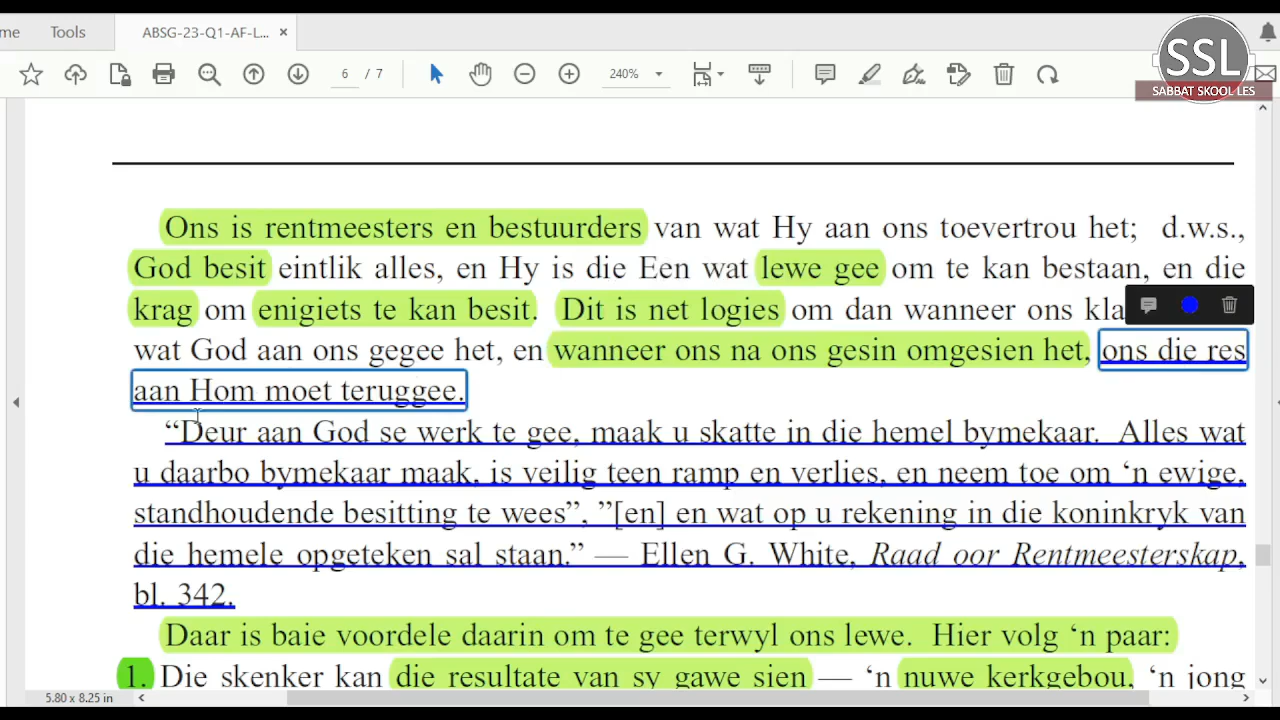 me Tools ABSG-23-Q1-AF-L... ×
6 / 7 240%
SSL
SABBAT SKOOL LES
Ons is rentmeesters en bestuurders van wat Hy aan ons toevertrou het; d.w.s.,
God besit eintlik alles, en Hy is die Een wat lewe gee om te kan bestaan, en die
krag om enigiets te kan besit. Dit is net logies om dan wanneer ons kla
wat God aan ons gegee het, en wanneer ons na ons gesin omgesien het, ons die res
aan Hom moet teruggee.
“Deur aan God se werk te gee, maak u skatte in die hemel bymekaar. Alles wat
u daarbo bymekaar maak, is veilig teen ramp en verlies, en neem toe om ‘n ewige,
standhoudende besitting te wees”, ”[en] en wat op u rekening in die koninkryk van
die hemele opgeteken sal staan.” — Ellen G. White, Raad oor Rentmeesterskap,
bl. 342.
Daar is baie voordele daarin om te gee terwyl ons lewe. Hier volg ‘n paar:
1. Die skenker kan die resultate van sy gawe sien — ‘n nuwe kerkgebou, ‘n jong
5.80 x 8.25 in